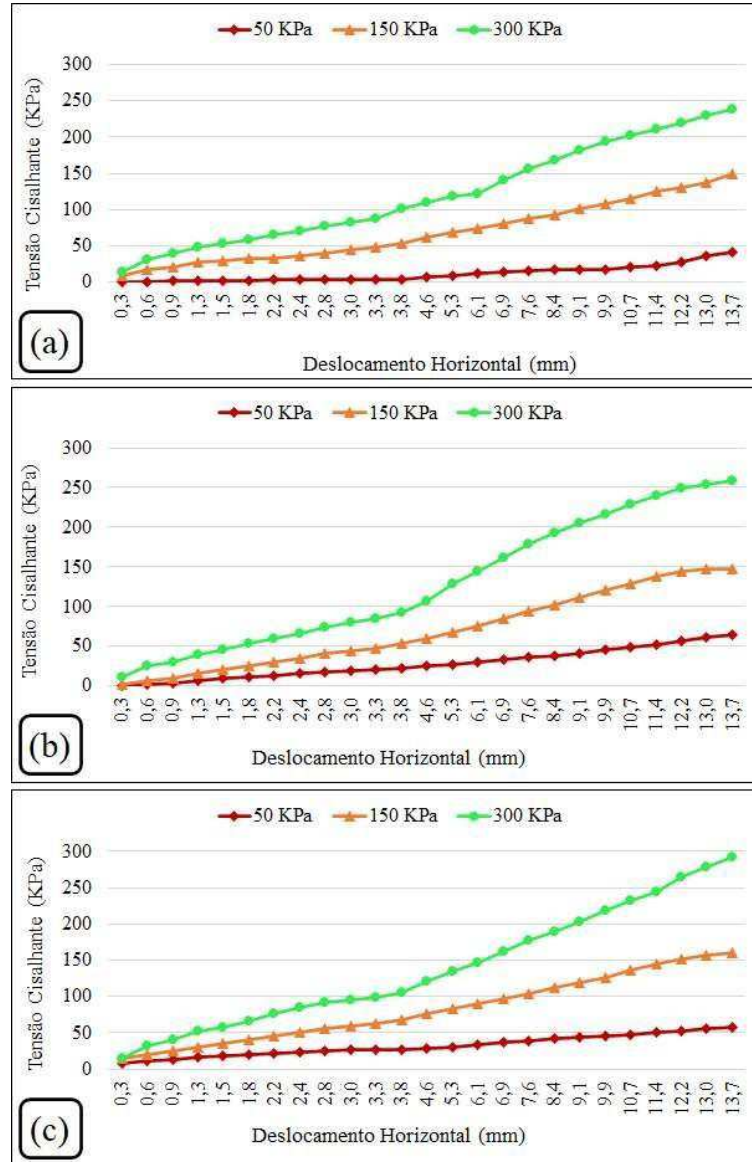 50 KPa 150 KPa 300 KPa
Tensão Cisalhante (KPa)
300
250
200
150
100
50
0
0,3 0,6 0,9 1,3 1,5 1,8 2,2 2,4 2,8 3,0 3,3 3,8 4,6 5,3 6,1 6,9 7,6 8,4 9,1 9,9 10,7 11,4 12,2 13,0 13,7
Deslocamento Horizontal (mm)
(a)
50 KPa 150 KPa 300 KPa
Tensão Cisalhante (KPa)
300
250
200
150
100
50
0
0,3 0,6 0,9 1,3 1,5 1,8 2,2 2,4 2,8 3,0 3,3 3,8 4,6 5,3 6,1 6,9 7,6 8,4 9,1 9,9 10,7 11,4 12,2 13,0 13,7
Deslocamento Horizontal (mm)
(b)
50 KPa 150 KPa 300 KPa
Tensão Cisalhante (KPa)
300
250
200
150
100
50
0
0,3 0,6 0,9 1,3 1,5 1,8 2,2 2,4 2,8 3,0 3,3 3,8 4,6 5,3 6,1 6,9 7,6 8,4 9,1 9,9 10,7 11,4 12,2 13,0 13,7
Deslocamento Horizontal (mm)
(c)